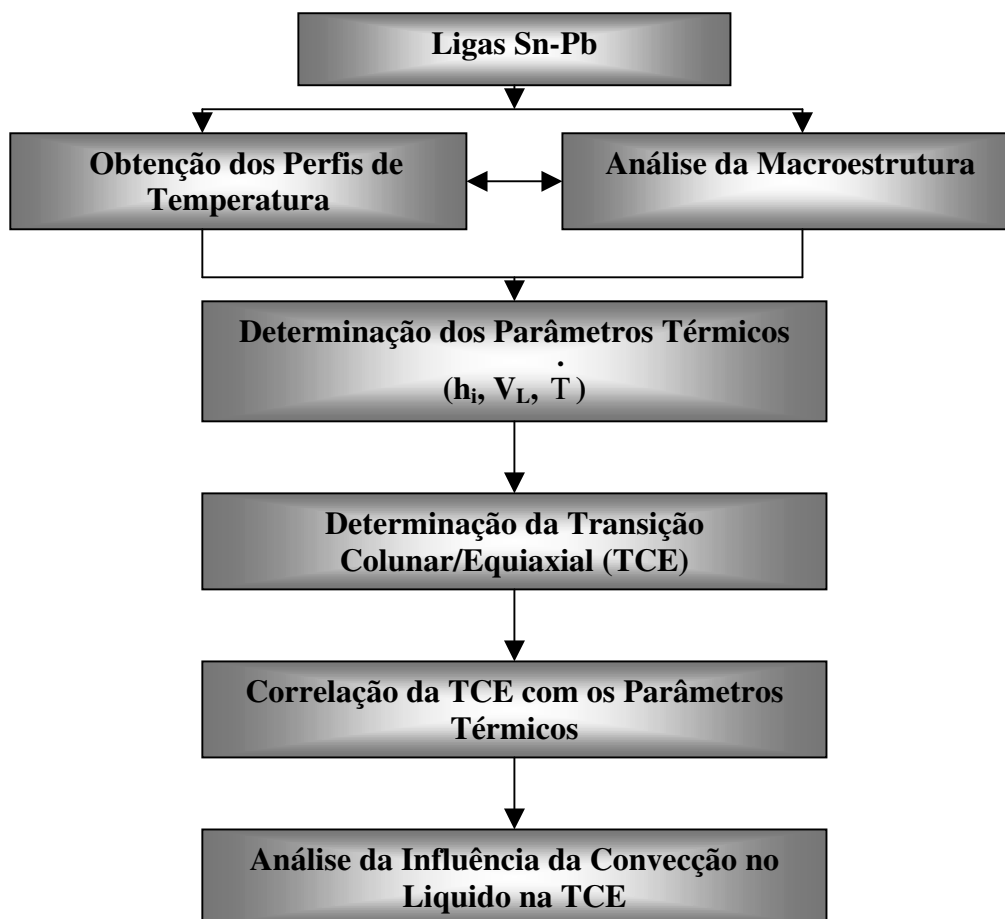 Ligas Sn-Pb
Obtenção dos Perfis de
Temperatura
Análise da Macroestrutura
Determinação dos Parâmetros Térmicos
(hᵢ, V_L, Ṫ )
Determinação da Transição
Colunar/Equiaxial (TCE)
Correlação da TCE com os Parâmetros
Térmicos
Análise da Influência da Convecção no
Liquido na TCE